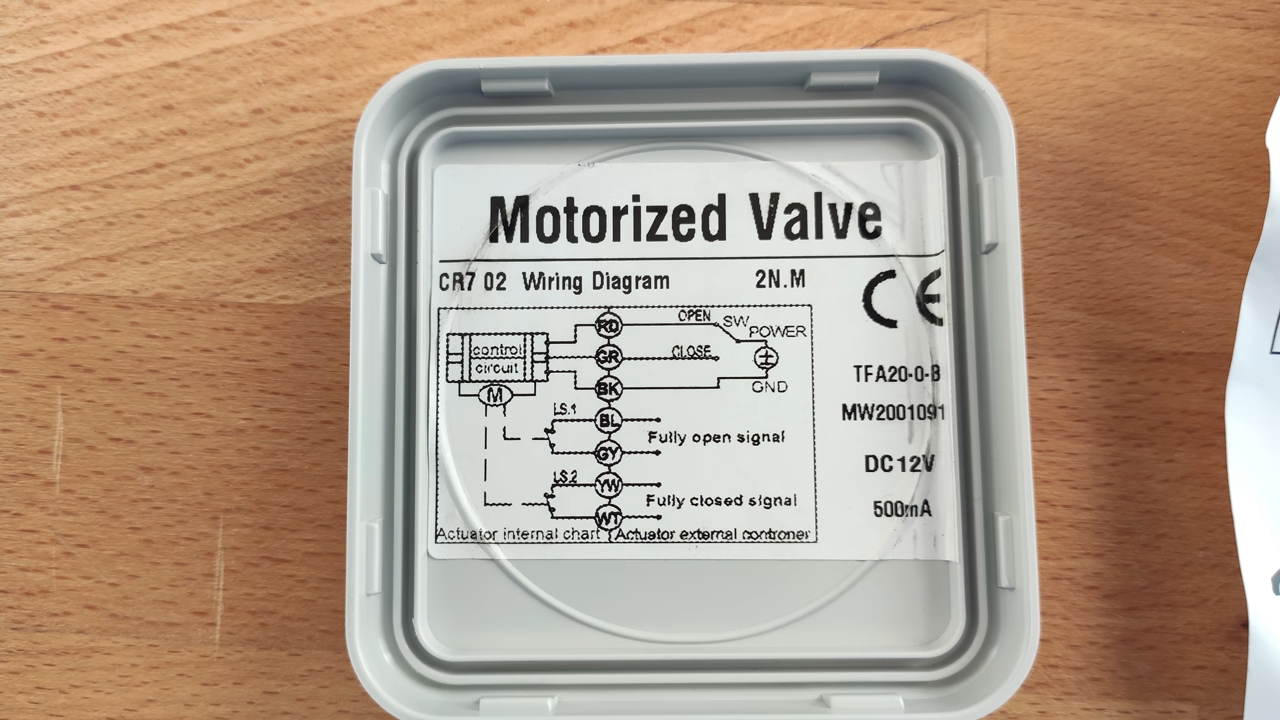 Motorized Valve
CR7 02 Wiring Diagram 2N.M
CE
RD OPEN SW POWER
control circuit
GR CLOSE
BK GND
M
TFA20-0-B
MW2001091
DC12V
500mA
LS.1 BL
Fully open signal
GY
LS.2 YW
Fully closed signal
WT
Actuator internal chart Actuator external controner